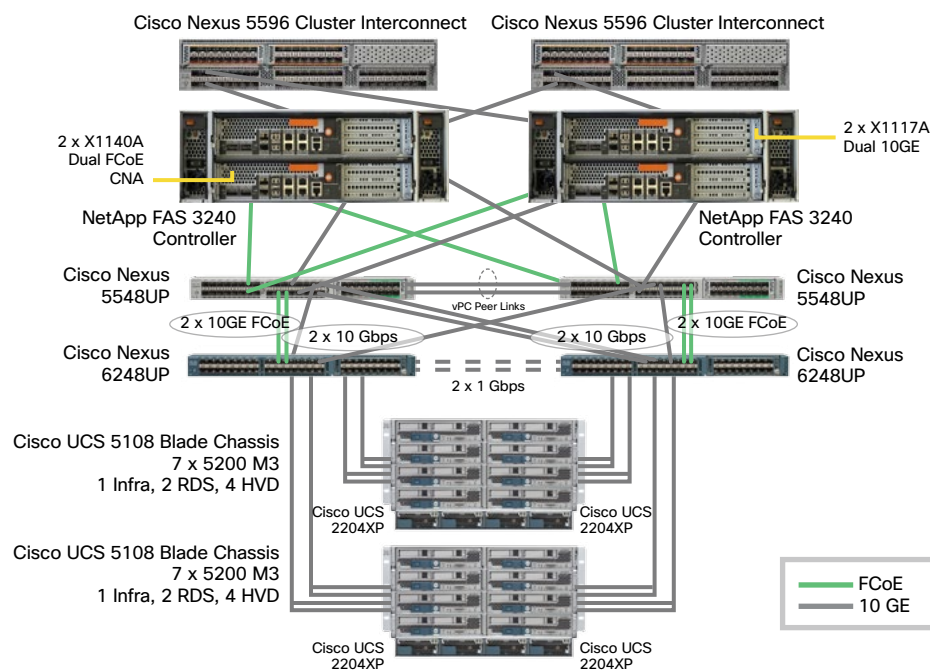 Cisco Nexus 5596 Cluster Interconnect
Cisco Nexus 5596 Cluster Interconnect
2 x X1140A
Dual FCoE
CNA
2 x X1117A
Dual 10GE
NetApp FAS 3240
Controller
NetApp FAS 3240
Controller
Cisco Nexus
5548UP
Cisco Nexus
5548UP
vPC Peer Links
2 x 10GE FCoE
2 x 10 Gbps
2 x 10 Gbps
2 x 10GE FCoE
Cisco Nexus
6248UP
Cisco Nexus
6248UP
2 x 1 Gbps
Cisco UCS 5108 Blade Chassis
7 x 5200 M3
1 Infra, 2 RDS, 4 HVD
Cisco UCS
2204XP
Cisco UCS
2204XP
Cisco UCS 5108 Blade Chassis
7 x 5200 M3
1 Infra, 2 RDS, 4 HVD
Cisco UCS
2204XP
Cisco UCS
2204XP
FCoE
10 GE